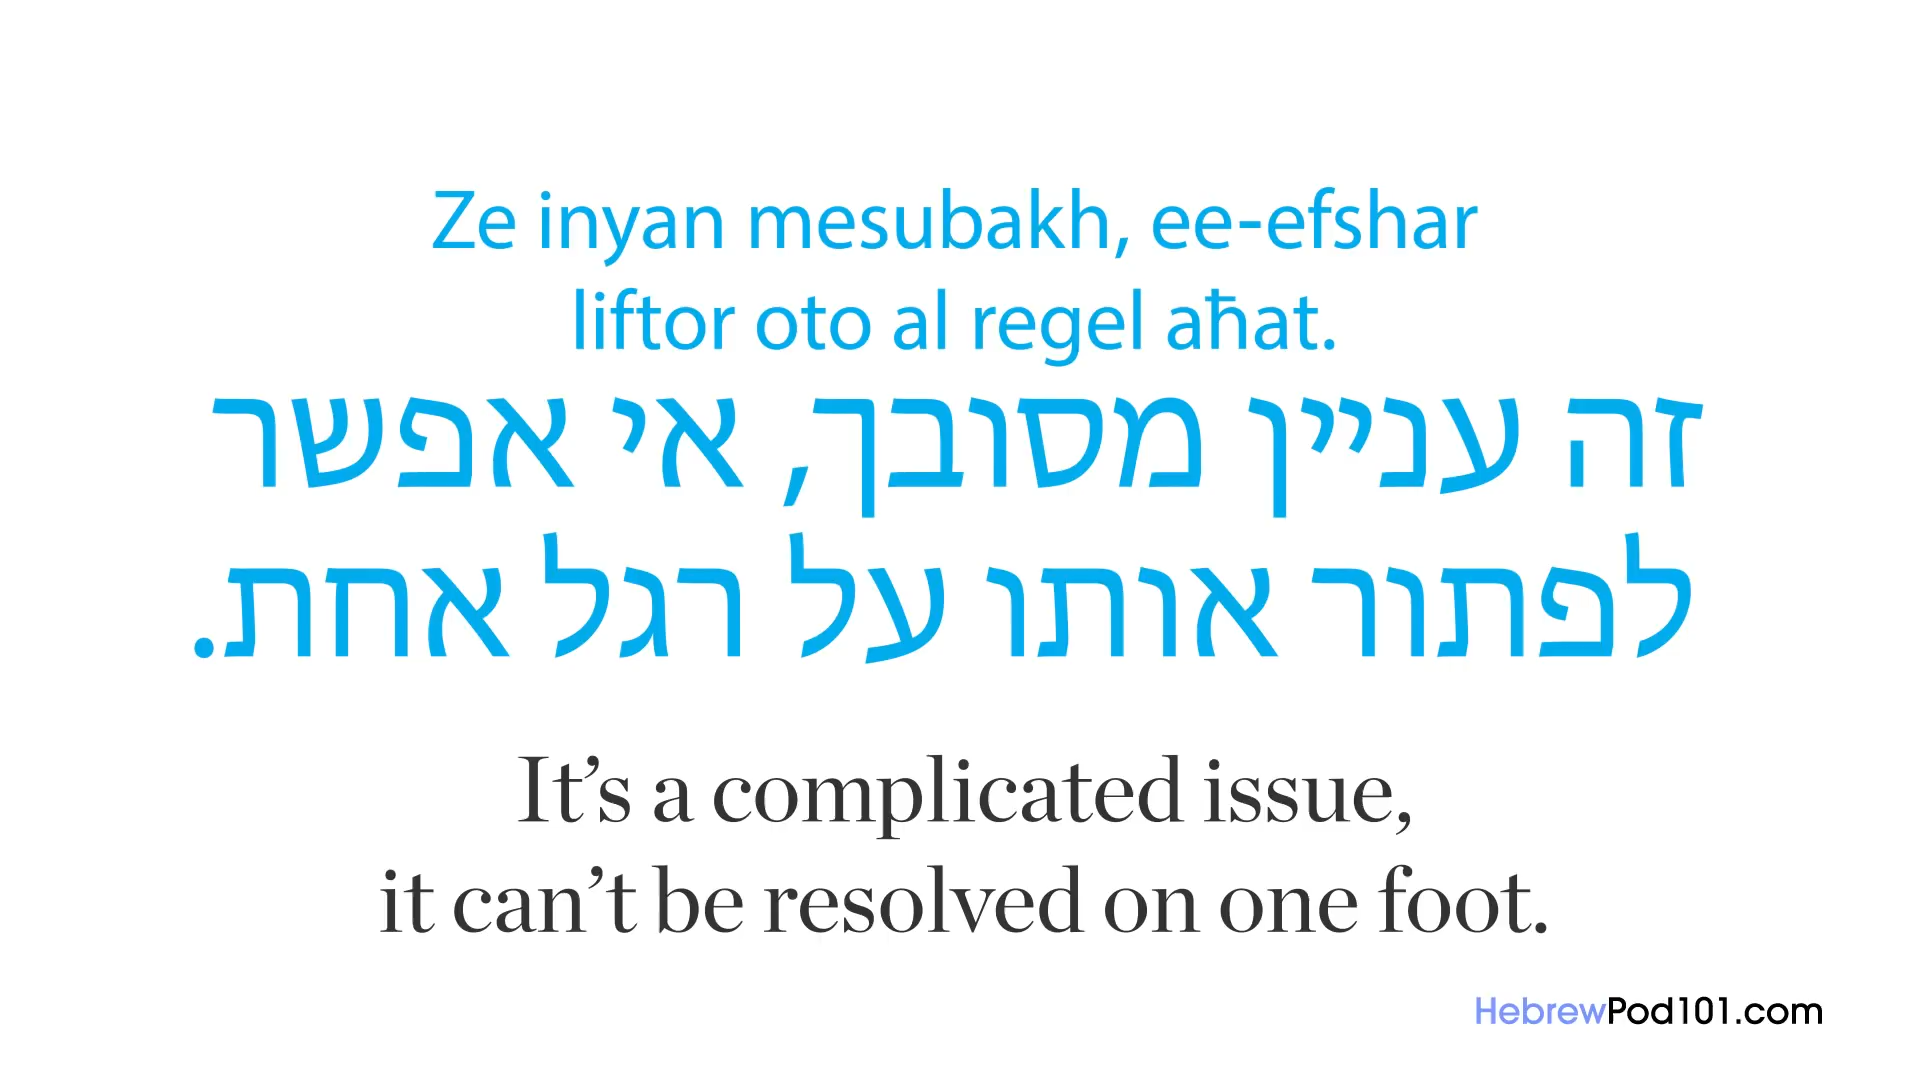 Ze inyan mesubakh, ee-efshar
liftor oto al regel aħat.
זה עניין מסובך, אי אפשר
לפתור אותו על רגל אחת.
It’s a complicated issue,
it can’t be resolved on one foot.
HebrewPod101.com